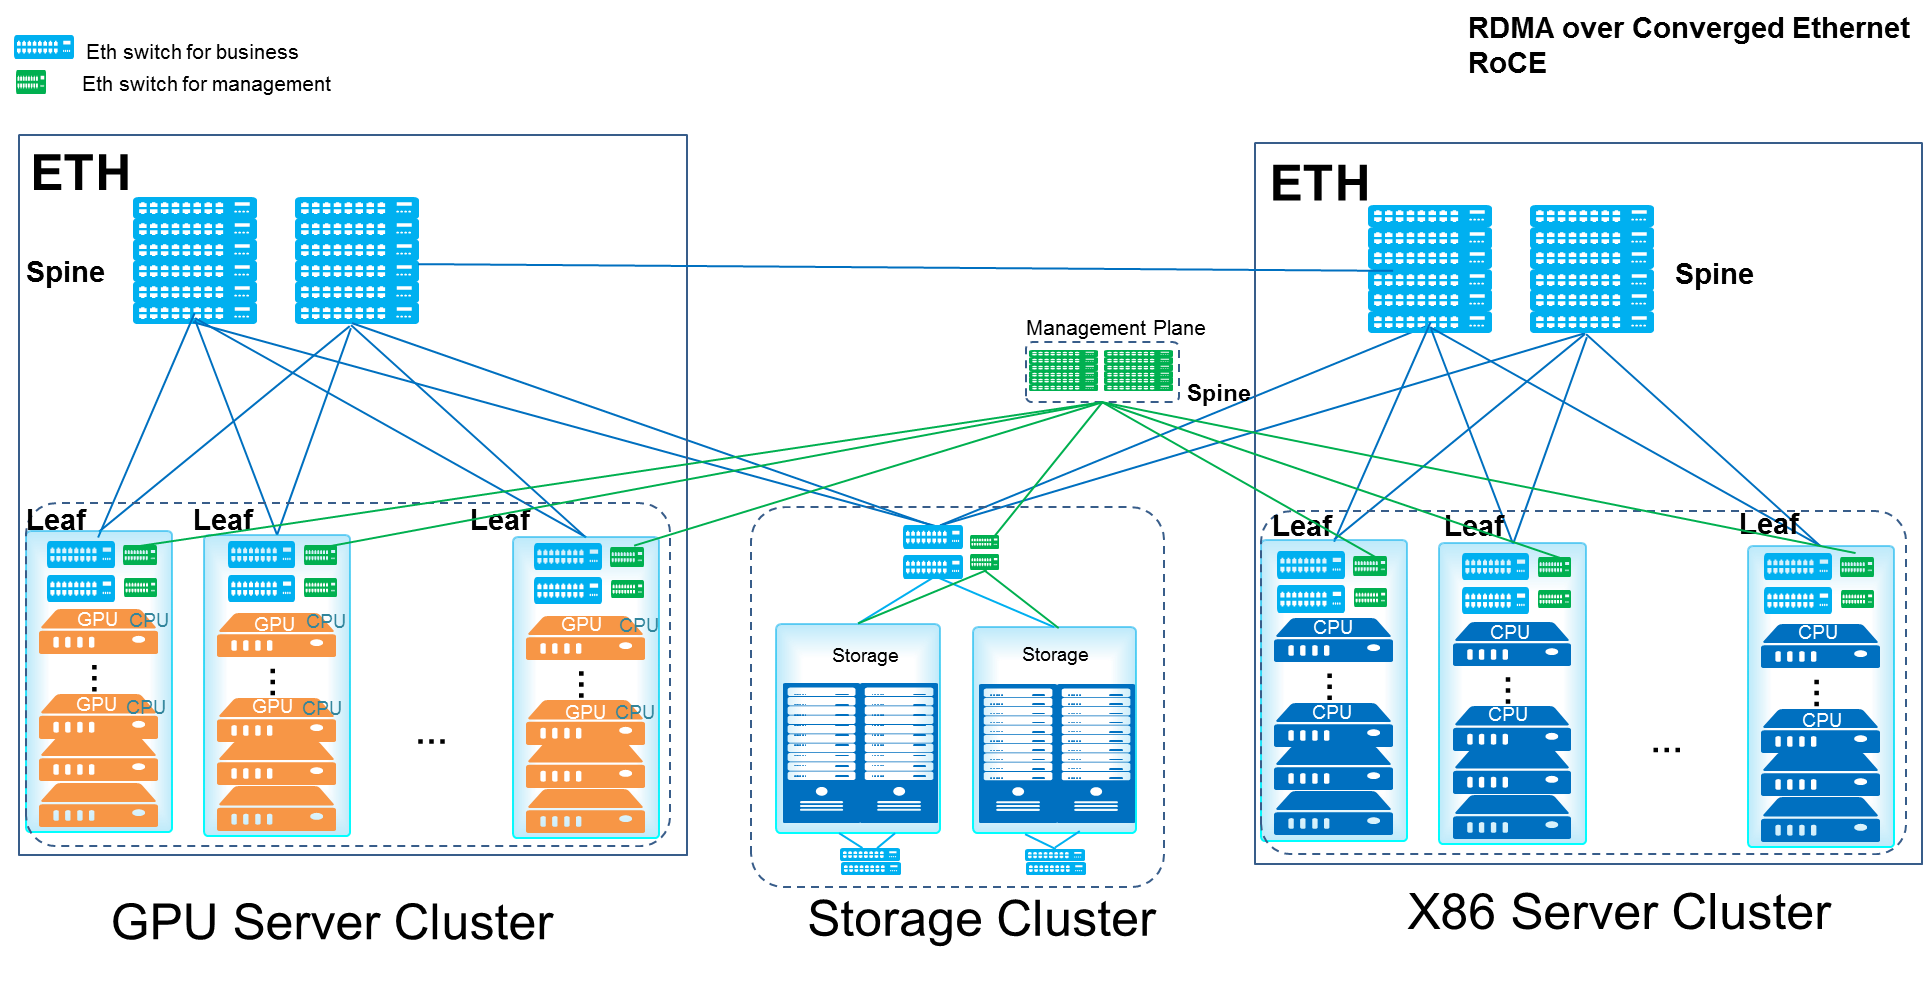 RDMA over Converged Ethernet
RoCE
Eth switch for business
Eth switch for management
ETH
ETH
Spine
Spine
Management Plane
Spine
Leaf
Leaf
Leaf
Leaf
Leaf
Leaf
GPU CPU
GPU CPU
GPU CPU
CPU
CPU
CPU
Storage
Storage
GPU CPU
GPU CPU
GPU CPU
CPU
CPU
CPU
...
...
GPU Server Cluster
Storage Cluster
X86 Server Cluster